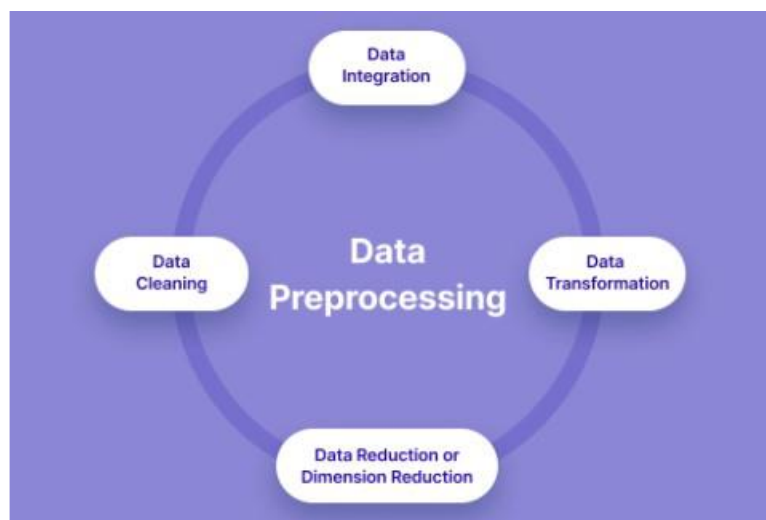 Data
Integration
Data
Cleaning
Data
Preprocessing
Data
Transformation
Data Reduction or
Dimension Reduction